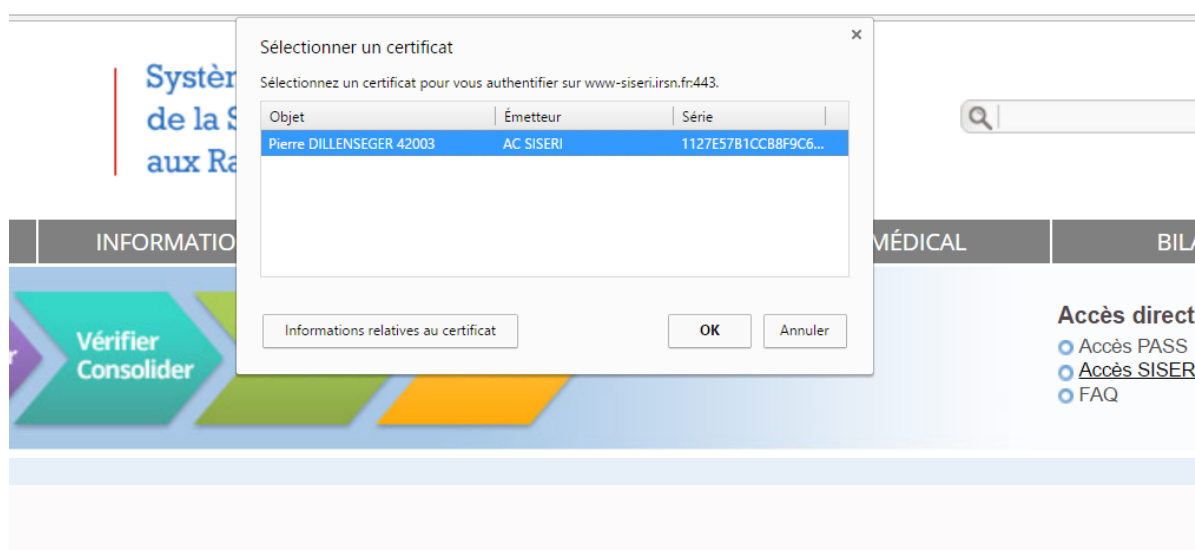 Sélectionner un certificat
Sélectionnez un certificat pour vous authentifier sur www-siseri.irsn.fr:443.
Objet Émetteur Série
Pierre DILLENSEGER 42003 AC SISERI 1127E57B1CCB8F9C6...
Informations relatives au certificat OK Annuler
Systèr
de la S
aux Ra
INFORMATIO MÉDICAL BILA
Vérifier
Consolider
Accès direct
Accès PASS
Accès SISER
FAQ